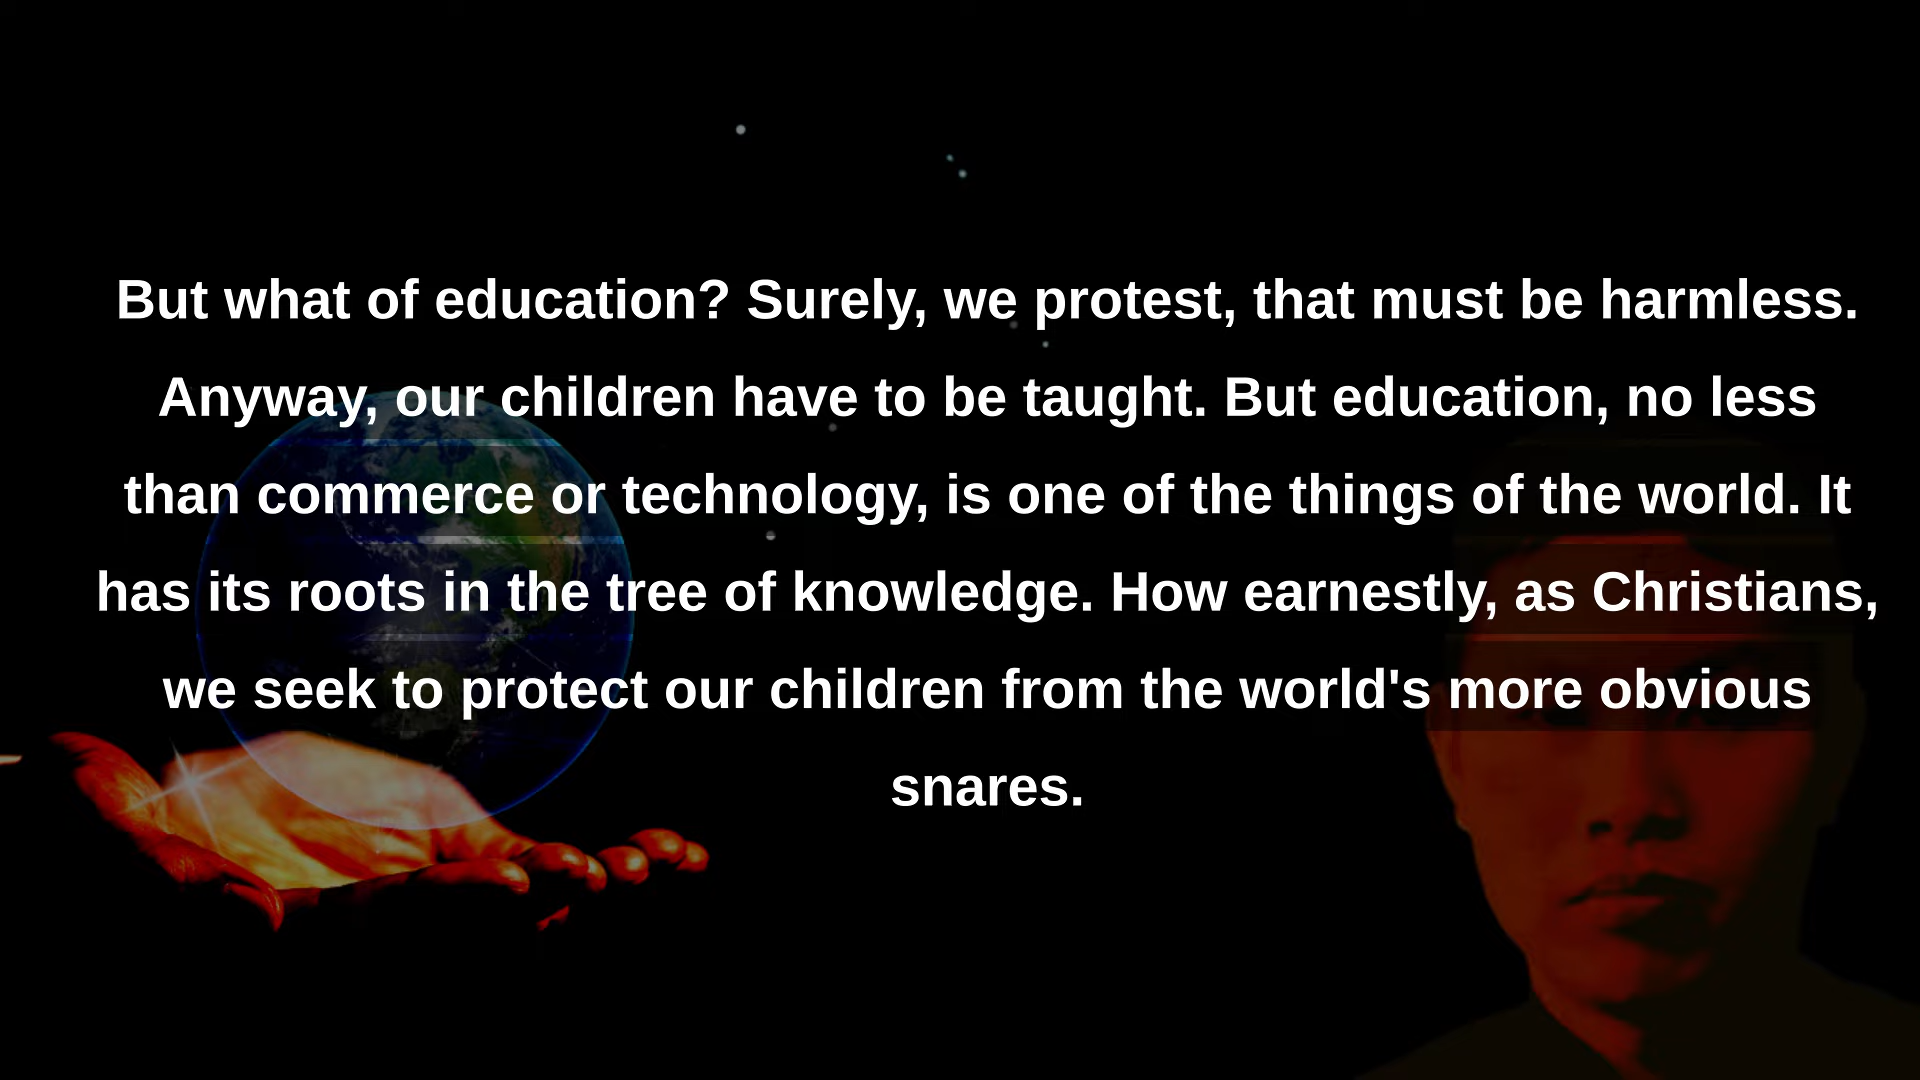 But what of education? Surely, we protest, that must be harmless.
Anyway, our children have to be taught. But education, no less
than commerce or technology, is one of the things of the world. It
has its roots in the tree of knowledge. How earnestly, as Christians,
we seek to protect our children from the world's more obvious
snares.